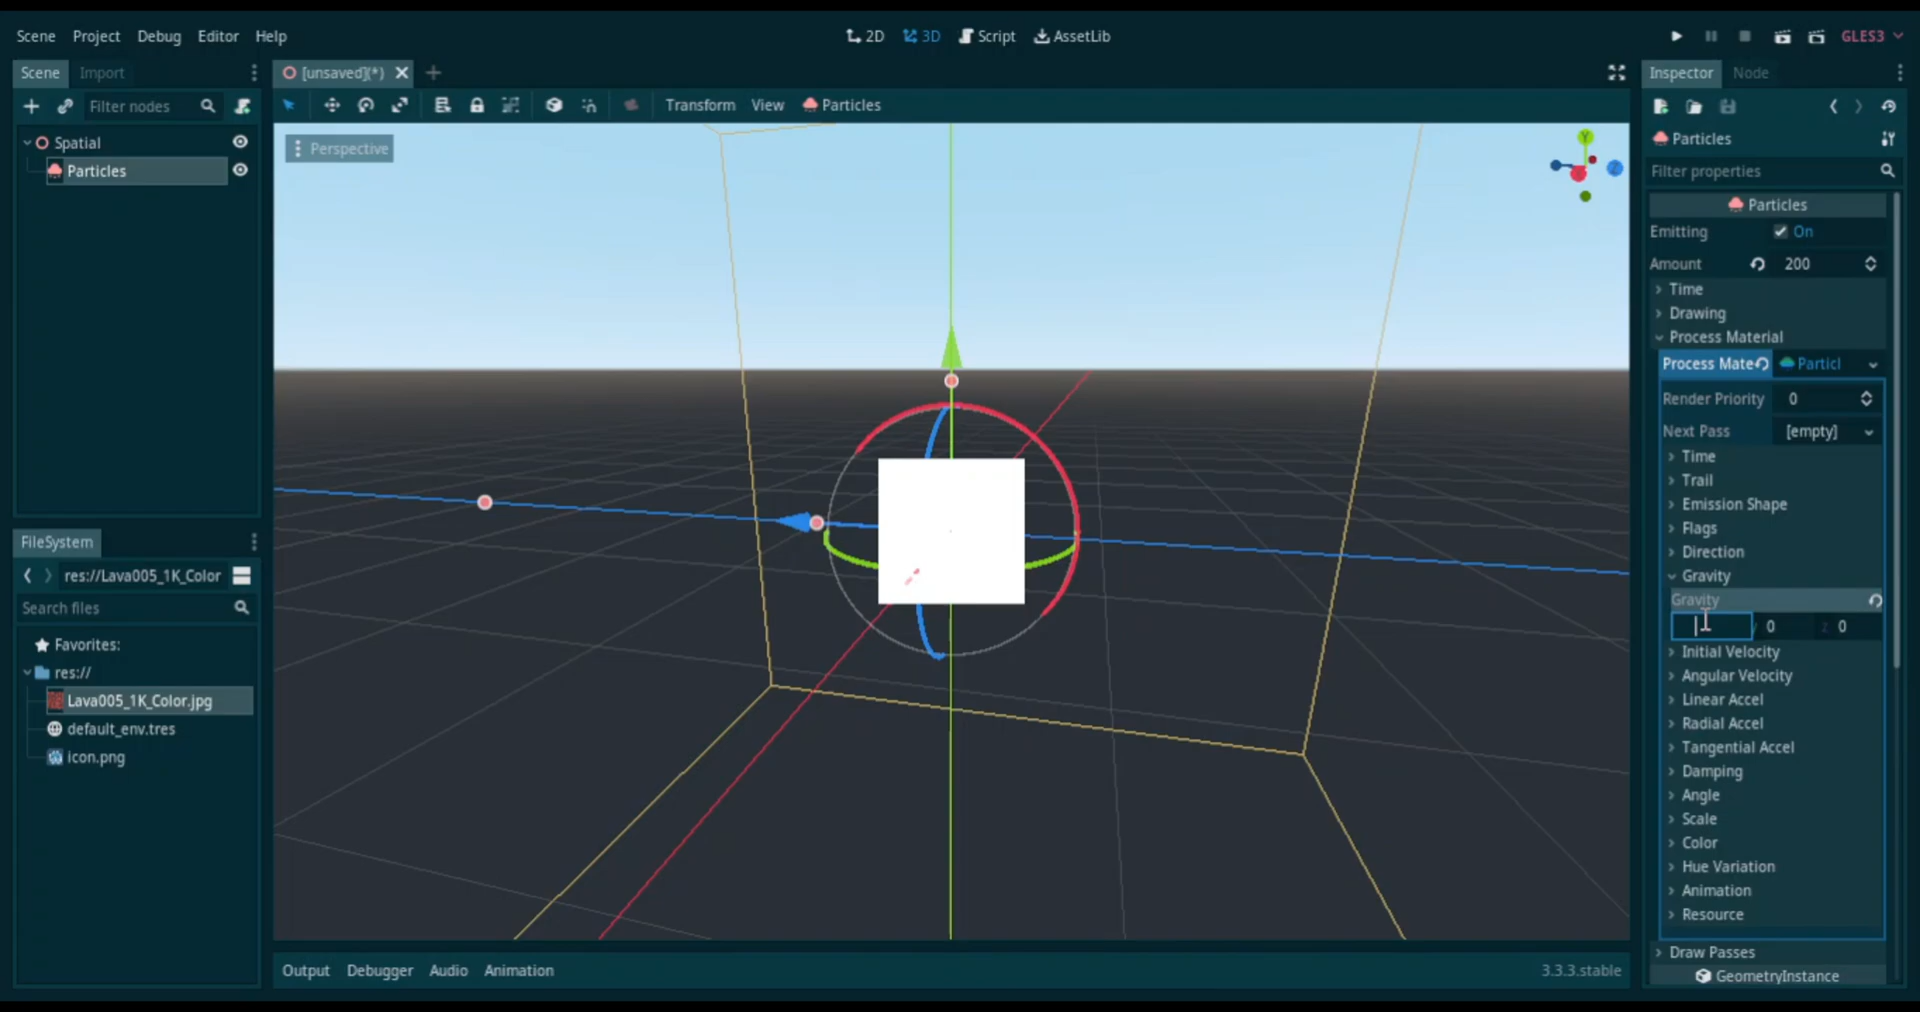 Scene Project Debug Editor Help 2D 3D Script AssetLib GLES3
Scene Import [unsaved](*) Inspector Node
Filter nodes Transform View Particles
Spatial
Particles
Perspective
Y
Z
Particles
Filter properties
Particles
Emitting On
Amount 200
Time
Drawing
Process Material
Process Mate Particl
Render Priority 0
Next Pass [empty]
Time
Trail
Emission Shape
Flags
Direction
Gravity
Gravity
0 z 0
Initial Velocity
Angular Velocity
Linear Accel
Radial Accel
Tangential Accel
Damping
Angle
Scale
Color
Hue Variation
Animation
Resource
Draw Passes
GeometryInstance
FileSystem
res://Lava005_1K_Color
Search files
Favorites:
res://
Lava005_1K_Color.jpg
default_env.tres
icon.png
Output Debugger Audio Animation 3.3.3.stable